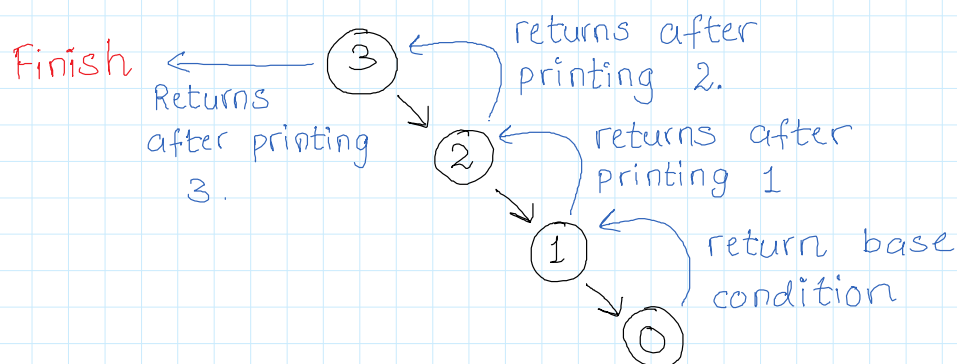 Finish
Returns
after printing
3.
3
returns after
printing 2.
2
returns after
printing 1
1
return base
condition
0